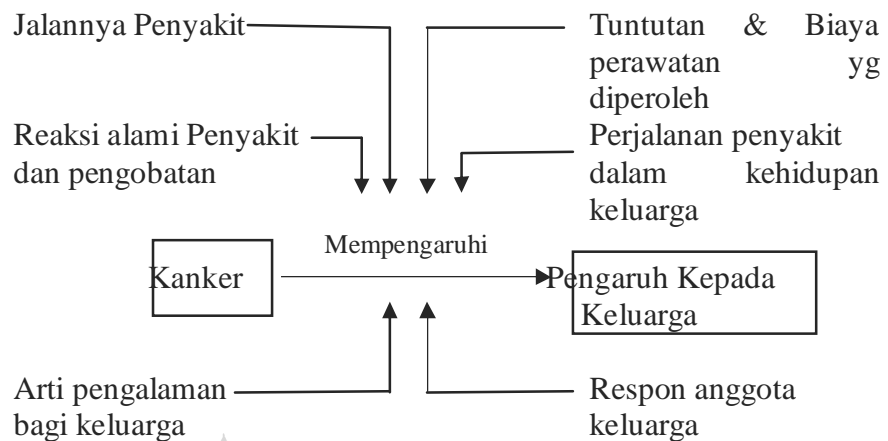 Jalannya Penyakit
Tuntutan & Biaya
perawatan yg
diperoleh
Reaksi alami Penyakit
dan pengobatan
Perjalanan penyakit
dalam kehidupan
keluarga
Mempengaruhi
Kanker
Pengaruh Kepada
Keluarga
Arti pengalaman
bagi keluarga
Respon anggota
keluarga